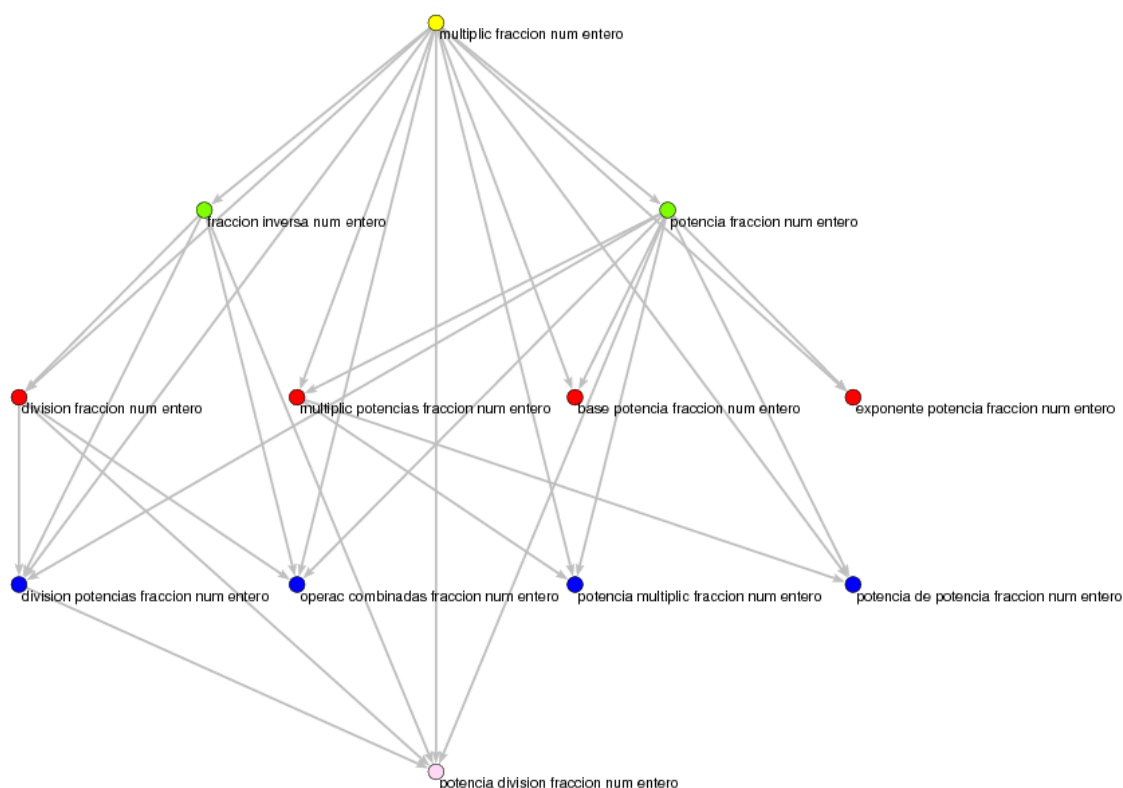 multiplic fraccion num entero
fraccion inversa num entero
potencia fraccion num entero
division fraccion num entero
multiplic potencias fraccion num entero
base potencia fraccion num entero
exponente potencia fraccion num entero
division potencias fraccion num entero
operac combinadas fraccion num entero
potencia multiplic fraccion num entero
potencia de potencia fraccion num entero
potencia division fraccion num entero